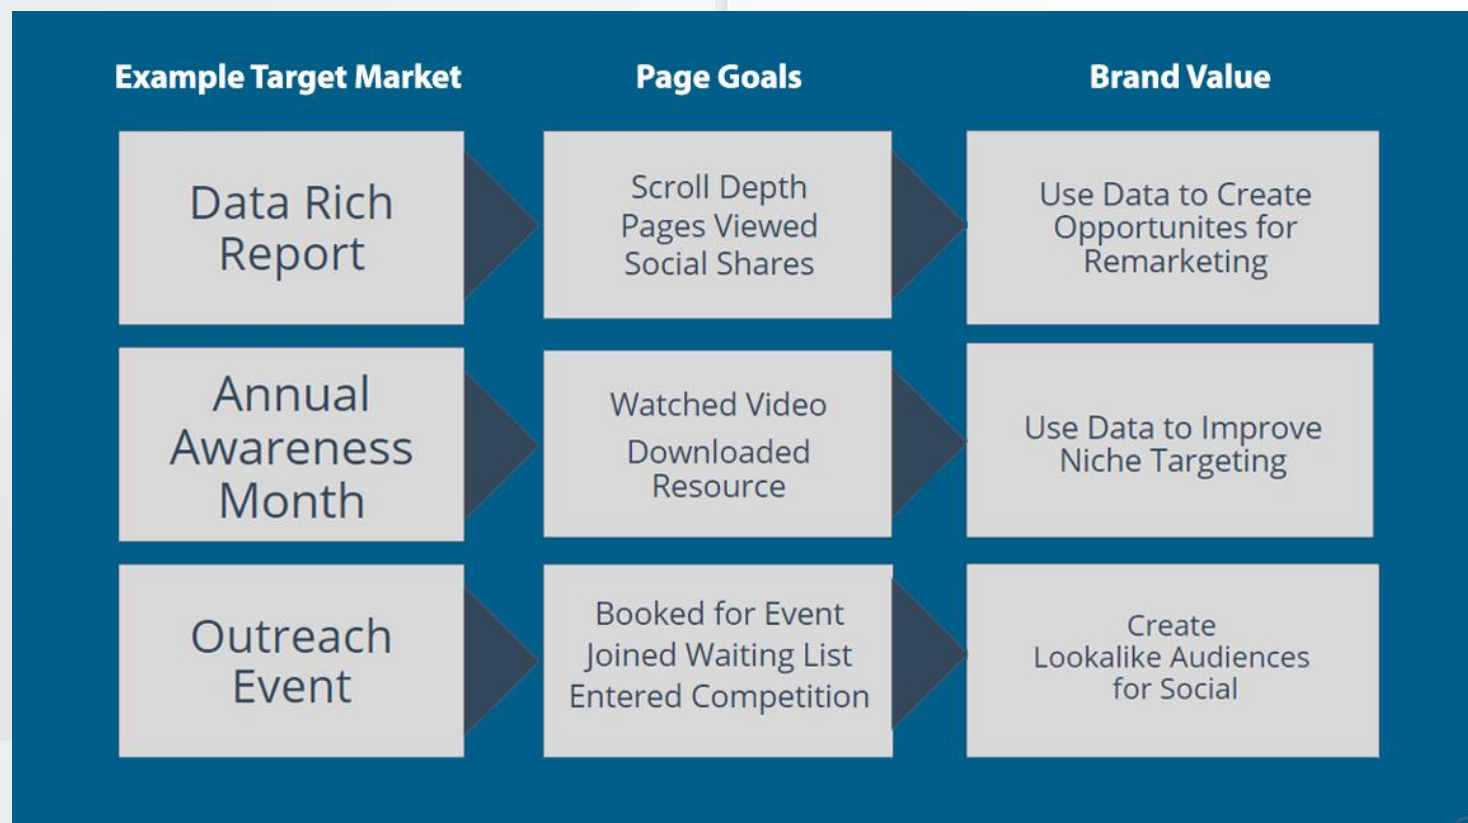 Example Target Market
Page Goals
Brand Value
Data Rich
Report
Scroll Depth
Pages Viewed
Social Shares
Use Data to Create
Opportunites for
Remarketing
Annual
Awareness
Month
Watched Video
Downloaded
Resource
Use Data to Improve
Niche Targeting
Outreach
Event
Booked for Event
Joined Waiting List
Entered Competition
Create
Lookalike Audiences
for Social